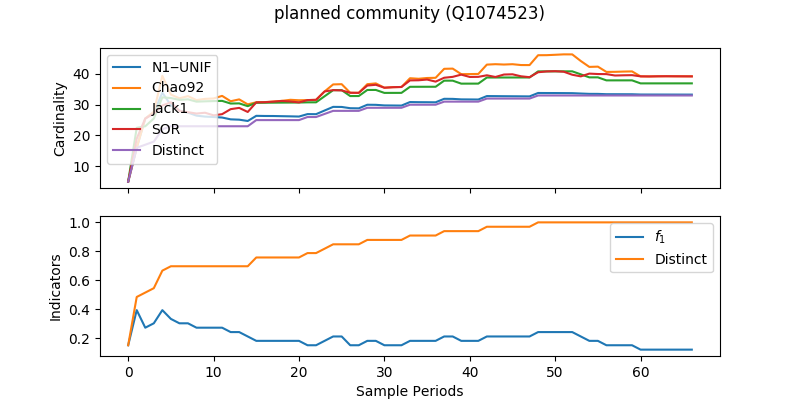 planned community (Q1074523)
Cardinality
40
30
20
10
N1−UNIF
Chao92
Jack1
SOR
Distinct
Indicators
1.0
0.8
0.6
0.4
0.2
f1
Distinct
0 10 20 30 40 50 60
Sample Periods